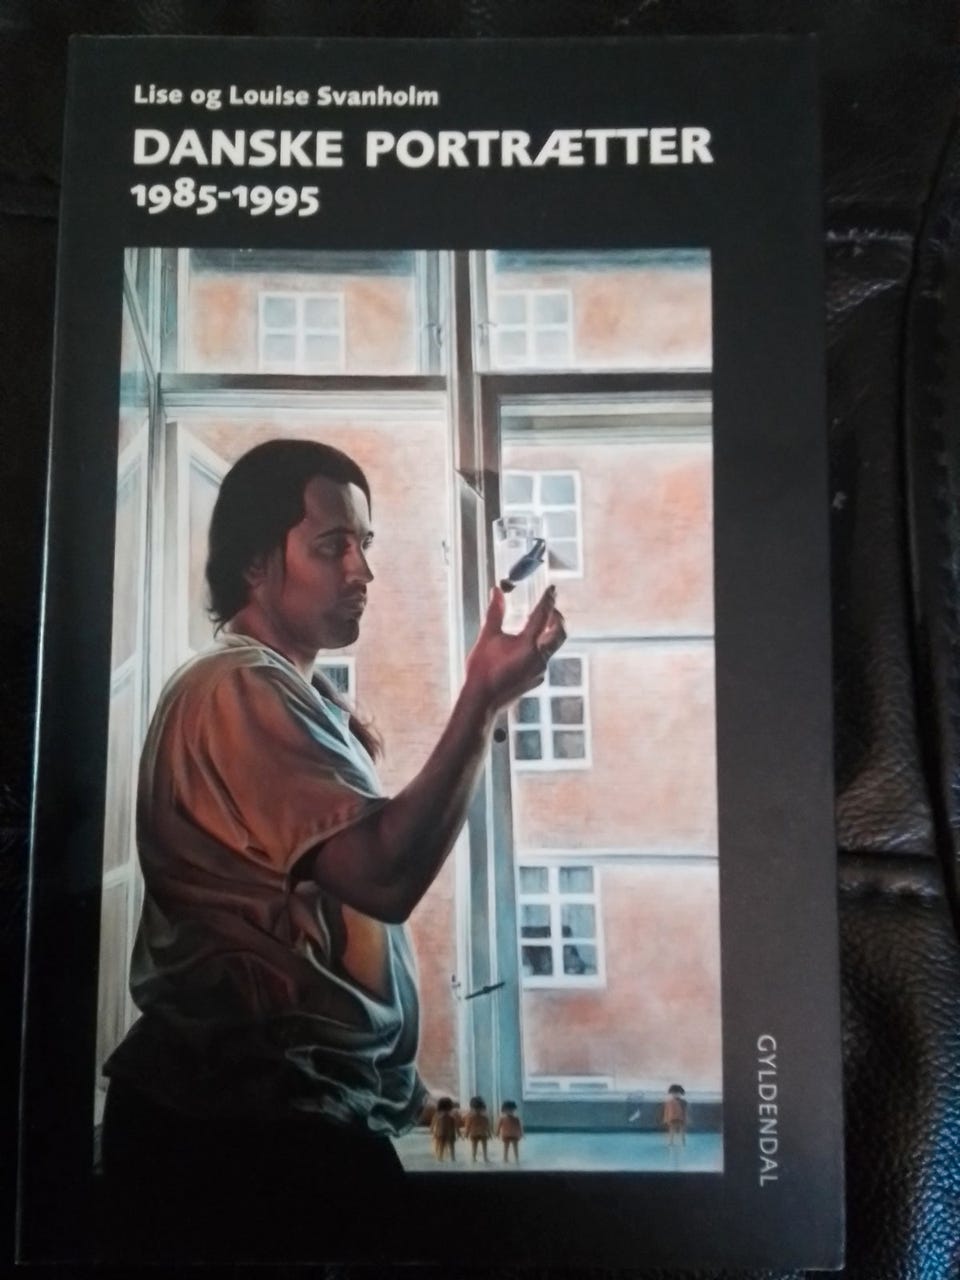 Lise og Louise Svanholm
DANSKE PORTRÆTTER
1985-1995
GYLDENDAL